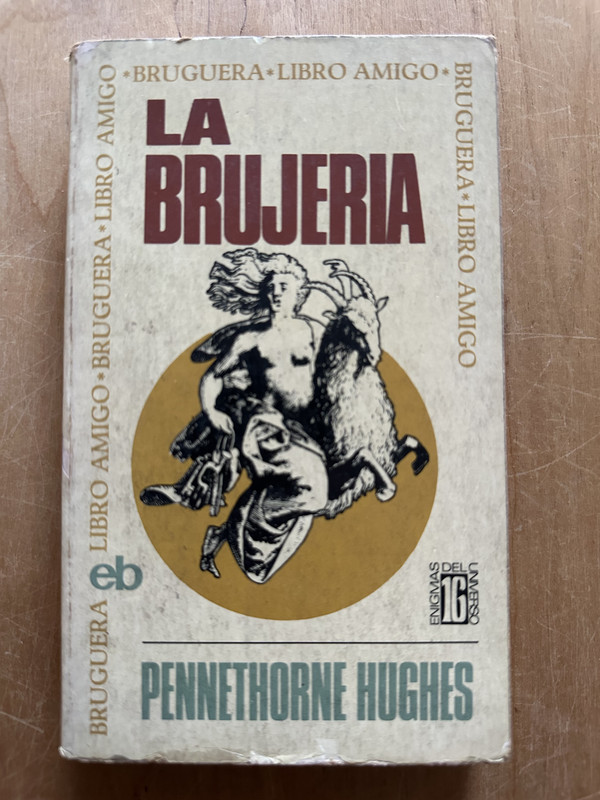 *BRUGUERA*LIBRO AMIGO*
BRUGUERA*LIBRO AMIGO
BRUGUERA LIBRO AMIGO*BRUGUERA*LIBRO AMIGO
LA
BRUJERIA
eb
ENIGMAS DEL UNIVERSO
16
PENNETHORNE HUGHES